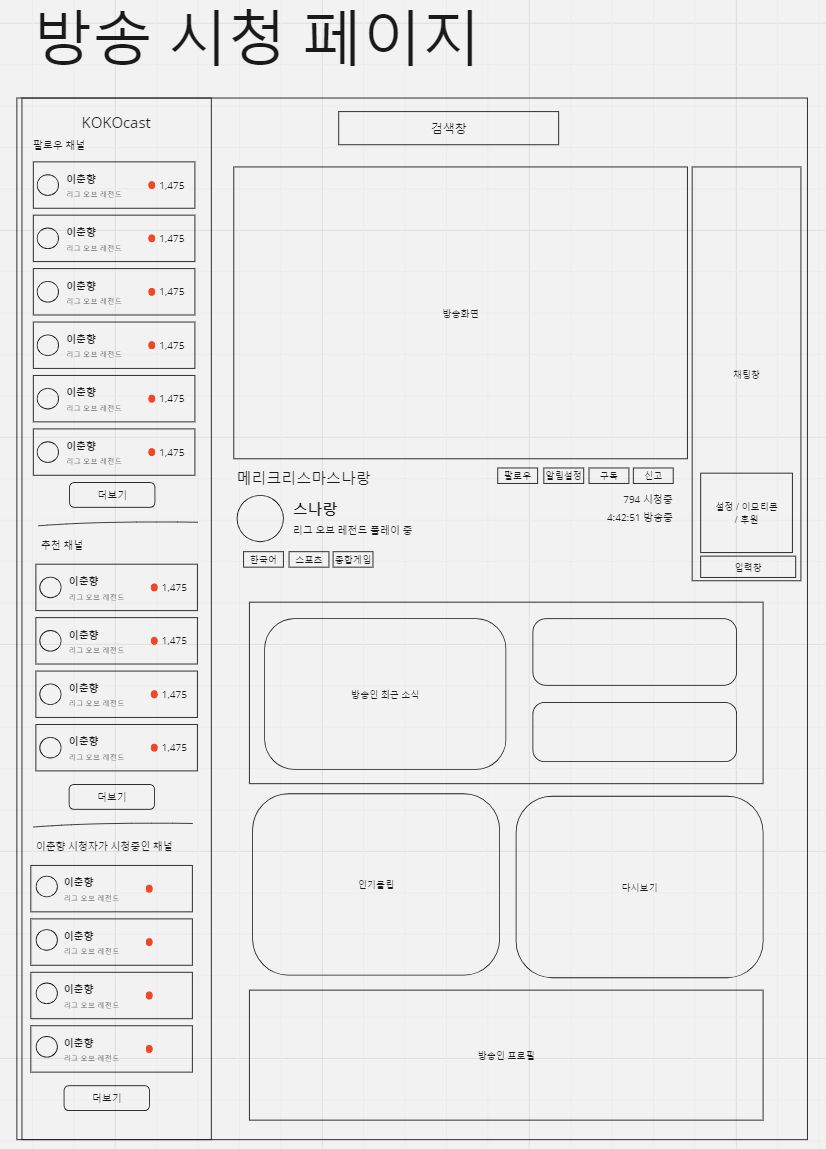 방송 시청 페이지
KOKOcast
팔로우 채널
이춘향
리그 오브 레전드
1,475
이춘향
리그 오브 레전드
1,475
이춘향
리그 오브 레전드
1,475
이춘향
리그 오브 레전드
1,475
이춘향
리그 오브 레전드
1,475
이춘향
리그 오브 레전드
1,475
더보기
추천 채널
이춘향
리그 오브 레전드
1,475
이춘향
리그 오브 레전드
1,475
이춘향
리그 오브 레전드
1,475
이춘향
리그 오브 레전드
1,475
더보기
이춘향 시청자가 시청중인 채널
이춘향
리그 오브 레전드
이춘향
리그 오브 레전드
이춘향
리그 오브 레전드
이춘향
리그 오브 레전드
더보기
검색창
방송화면
메리크리스마스나랑
팔로우
알림설정
구독
신고
스나랑
리그 오브 레전드 플레이 중
794 시청중
4:42:51 방송중
한국어
스포츠
종합게임
채팅창
설정 / 이모티콘
/ 후원
입력창
방송인 최근 소식
인기클립
다시보기
방송인 프로필